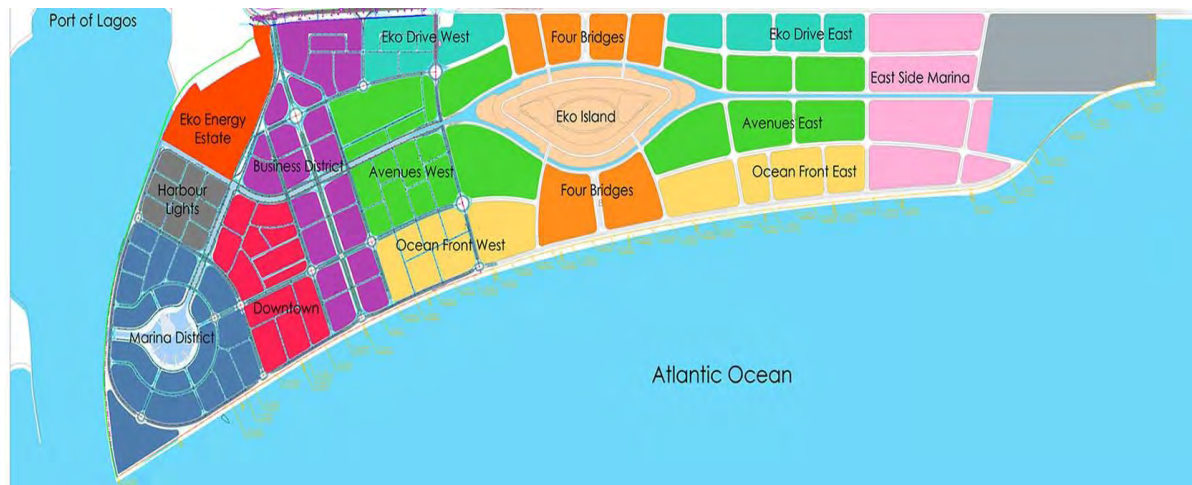 Port of Lagos
Eko Drive West
Four Bridges
Eko Drive East
East Side Marina
Eko Energy
Estate
Eko Island
Business District
Avenues West
Avenues East
Harbour
Lights
Four Bridges
Ocean Front East
Ocean Front West
Downtown
Marina District
Atlantic Ocean